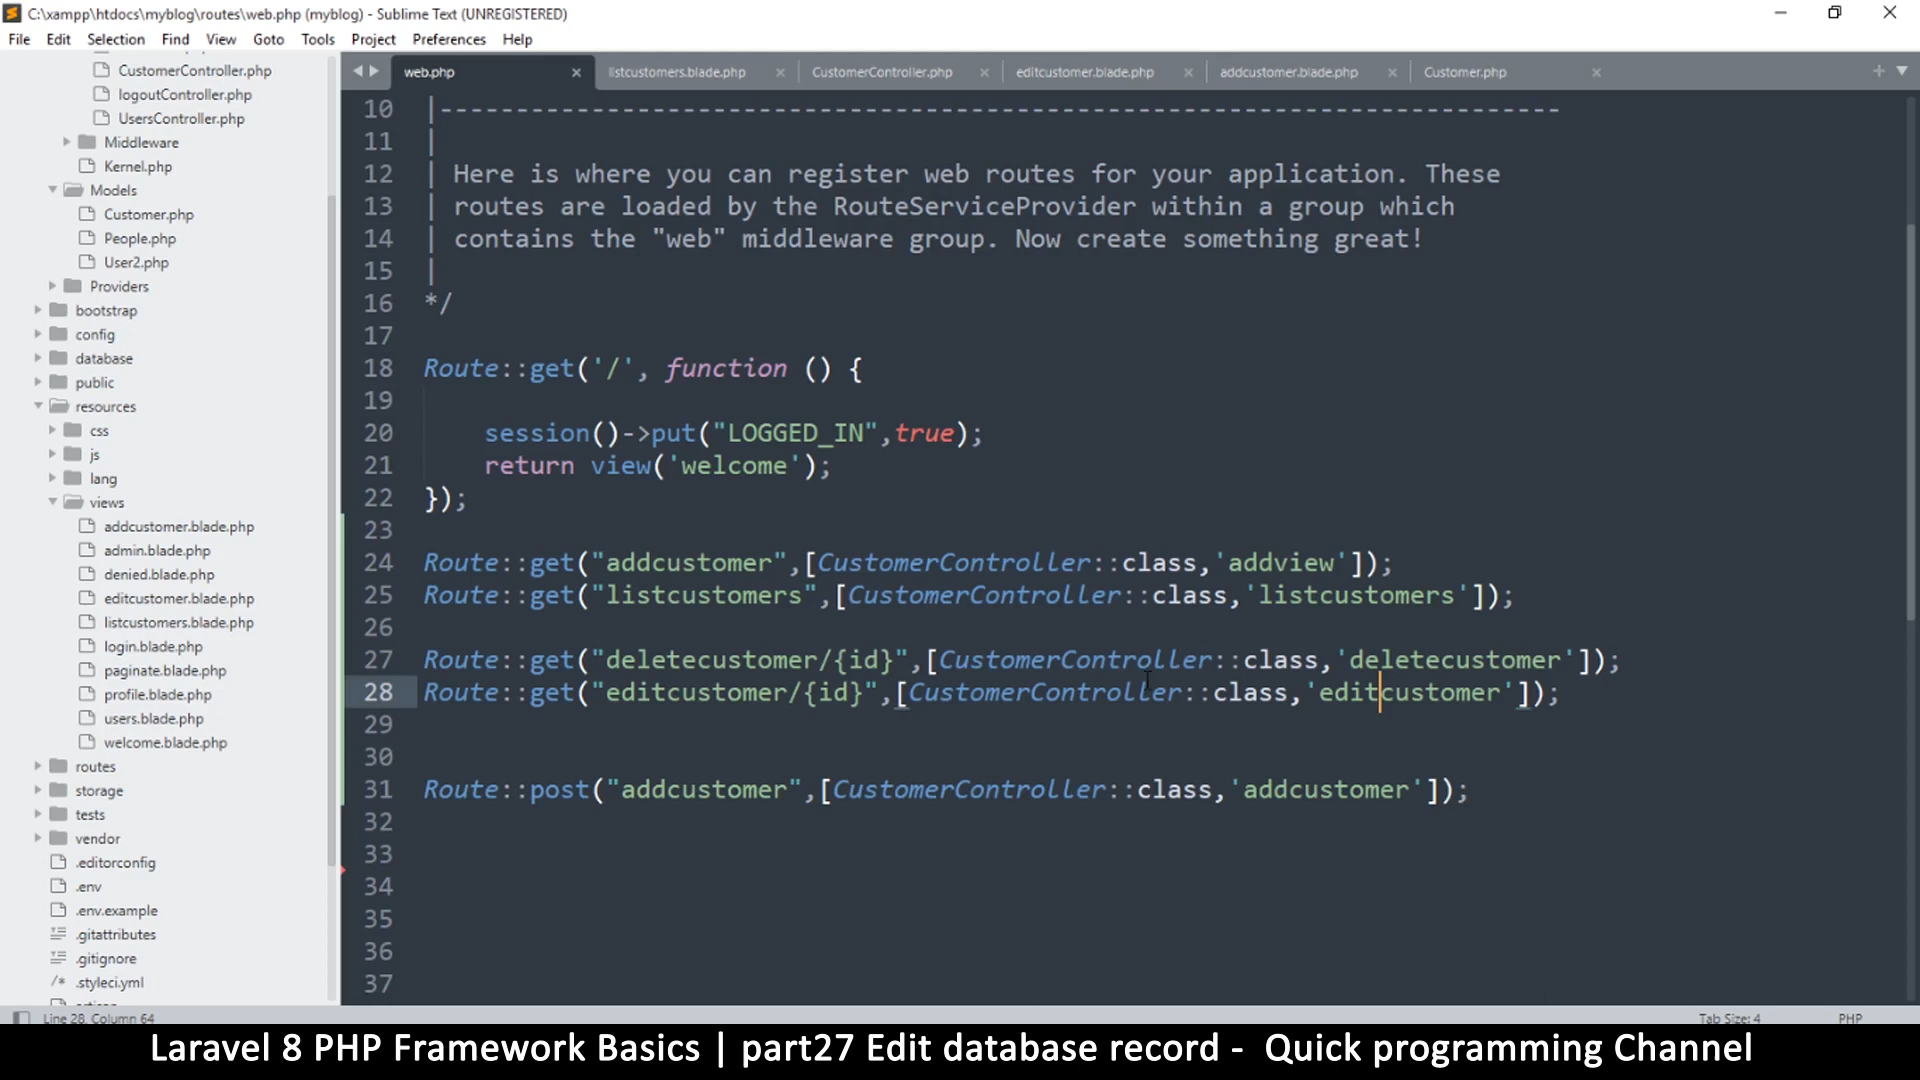 C:\xampp\htdocs\myblog\routes\web.php (myblog) - Sublime Text (UNREGISTERED)
File Edit Selection Find View Goto Tools Project Preferences Help
CustomerController.php
logoutController.php
UsersController.php
Middleware
Kernel.php
Models
Customer.php
People.php
User2.php
Providers
bootstrap
config
database
public
resources
css
js
lang
views
addcustomer.blade.php
admin.blade.php
denied.blade.php
editcustomer.blade.php
listcustomers.blade.php
login.blade.php
paginate.blade.php
profile.blade.php
users.blade.php
welcome.blade.php
routes
storage
tests
vendor
.editorconfig
.env
.env.example
.gitattributes
.gitignore
/* .styleci.yml
web.php listcustomers.blade.php CustomerController.php editcustomer.blade.php addcustomer.blade.php Customer.php
10 |--------------------------------------------------------------------------
11 |
12 | Here is where you can register web routes for your application. These
13 | routes are loaded by the RouteServiceProvider within a group which
14 | contains the "web" middleware group. Now create something great!
15 |
16 */
17
18 Route::get('/', function () {
19
20 session()->put("LOGGED_IN",true);
21 return view('welcome');
22 });
23
24 Route::get("addcustomer",[CustomerController::class,'addview']);
25 Route::get("listcustomers",[CustomerController::class,'listcustomers']);
26
27 Route::get("deletecustomer/{id}",[CustomerController::class,'deletecustomer']);
28 Route::get("editcustomer/{id}",[CustomerController::class,'editcustomer']);
29
30
31 Route::post("addcustomer",[CustomerController::class,'addcustomer']);
32
33
34
35
36
37
Line 28, Column 64 Tab Size: 4 PHP
Laravel 8 PHP Framework Basics | part27 Edit database record - Quick programming Channel